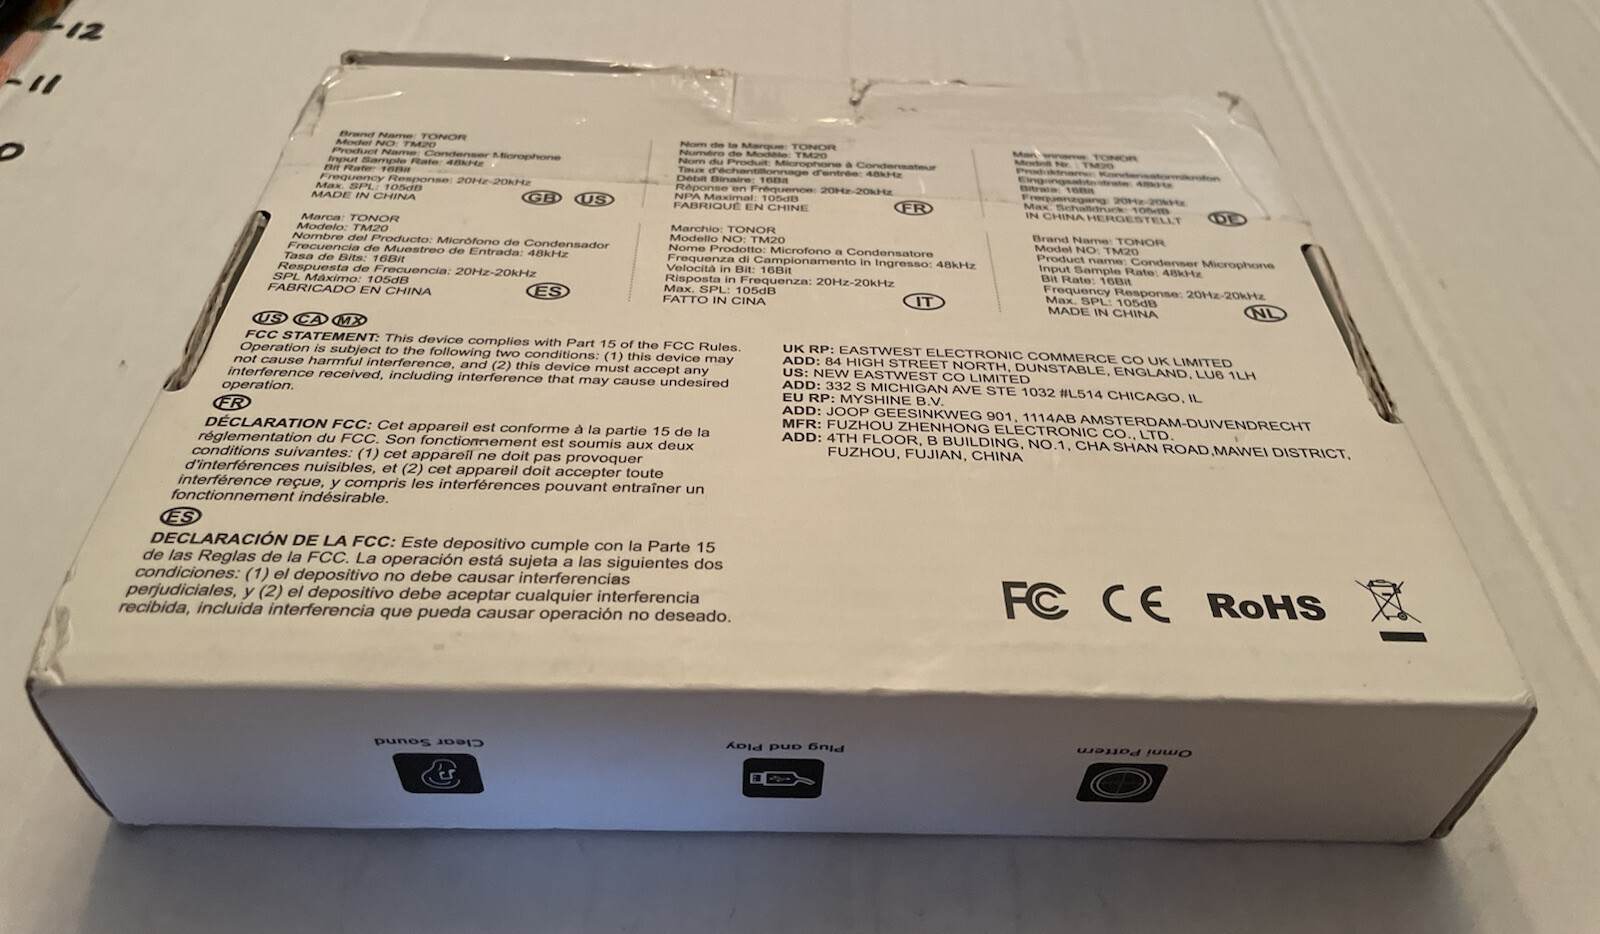 -12
-11
0
Brand Name: TONOR
Model NO: TM20
Product Name: Condenser Microphone
Input Sample Rate: 48kHz
Bit Rate: 16Bit
Frequency Response: 20Hz-20kHz
Max. SPL: 105dB
MADE IN CHINA
GB US
Nom de la Marque: TONOR
Numéro de Modèle: TM20
Nom du Produit: Microphone à Condensateur
Taux d'échantillonnage d'entrée: 48kHz
Débit Binaire: 16Bit
Réponse en Fréquence: 20Hz-20kHz
NPA Maximal: 105dB
FABRIQUÉ EN CHINE
FR
TONOR
Modell Nr.: TM20
Produktname: Kondensatormikrofon
Eingangsabtastrate: 48kHz
Bitrate: 16Bit
Frequenzgang: 20Hz-20kHz
Max. Schalldruck: 105dB
IN CHINA HERGESTELLT
DE
Marca: TONOR
Modelo: TM20
Nombre del Producto: Micrófono de Condensador
Frecuencia de Muestreo de Entrada: 48kHz
Tasa de Bits: 16Bit
Respuesta de Frecuencia: 20Hz-20kHz
SPL Máximo: 105dB
FABRICADO EN CHINA
ES
Marchio: TONOR
Modello NO: TM20
Nome Prodotto: Microfono a Condensatore
Frequenza di Campionamento in Ingresso: 48kHz
Velocità in Bit: 16Bit
Risposta in Frequenza: 20Hz-20kHz
Max. SPL: 105dB
FATTO IN CINA
IT
Brand Name: TONOR
Model NO: TM20
Product name: Condenser Microphone
Input Sample Rate: 48kHz
Bit Rate: 16Bit
Frequency Response: 20Hz-20kHz
Max. SPL: 105dB
MADE IN CHINA
NL
US CA MX
FCC STATEMENT: This device complies with Part 15 of the FCC Rules.
Operation is subject to the following two conditions: (1) this device may
not cause harmful interference, and (2) this device must accept any
interference received, including interference that may cause undesired
operation.
FR
DÉCLARATION FCC: Cet appareil est conforme à la partie 15 de la
réglementation du FCC. Son fonctionnement est soumis aux deux
conditions suivantes: (1) cet appareil ne doit pas provoquer
d'interférences nuisibles, et (2) cet appareil doit accepter toute
interférence reçue, y compris les interférences pouvant entraîner un
fonctionnement indésirable.
ES
DECLARACIÓN DE LA FCC: Este depositivo cumple con la Parte 15
de las Reglas de la FCC. La operación está sujeta a las siguientes dos
condiciones: (1) el depositivo no debe causar interferencias
perjudiciales, y (2) el depositivo debe aceptar cualquier interferencia
recibida, incluida interferencia que pueda causar operación no deseado.
UK RP: EASTWEST ELECTRONIC COMMERCE CO UK LIMITED
ADD: 84 HIGH STREET NORTH, DUNSTABLE, ENGLAND, LU6 1LH
US: NEW EASTWEST CO LIMITED
ADD: 332 S MICHIGAN AVE STE 1032 #L514 CHICAGO, IL
EU RP: MYSHINE B.V.
ADD: JOOP GEESINKWEG 901, 1114AB AMSTERDAM-DUIVENDRECHT
MFR: FUZHOU ZHENHONG ELECTRONIC CO., LTD.
ADD: 4TH FLOOR, B BUILDING, NO.1, CHA SHAN ROAD,MAWEI DISTRICT,
FUZHOU, FUJIAN, CHINA
FC CE RoHS
Clear Sound
Plug and Play
Omni Pattern